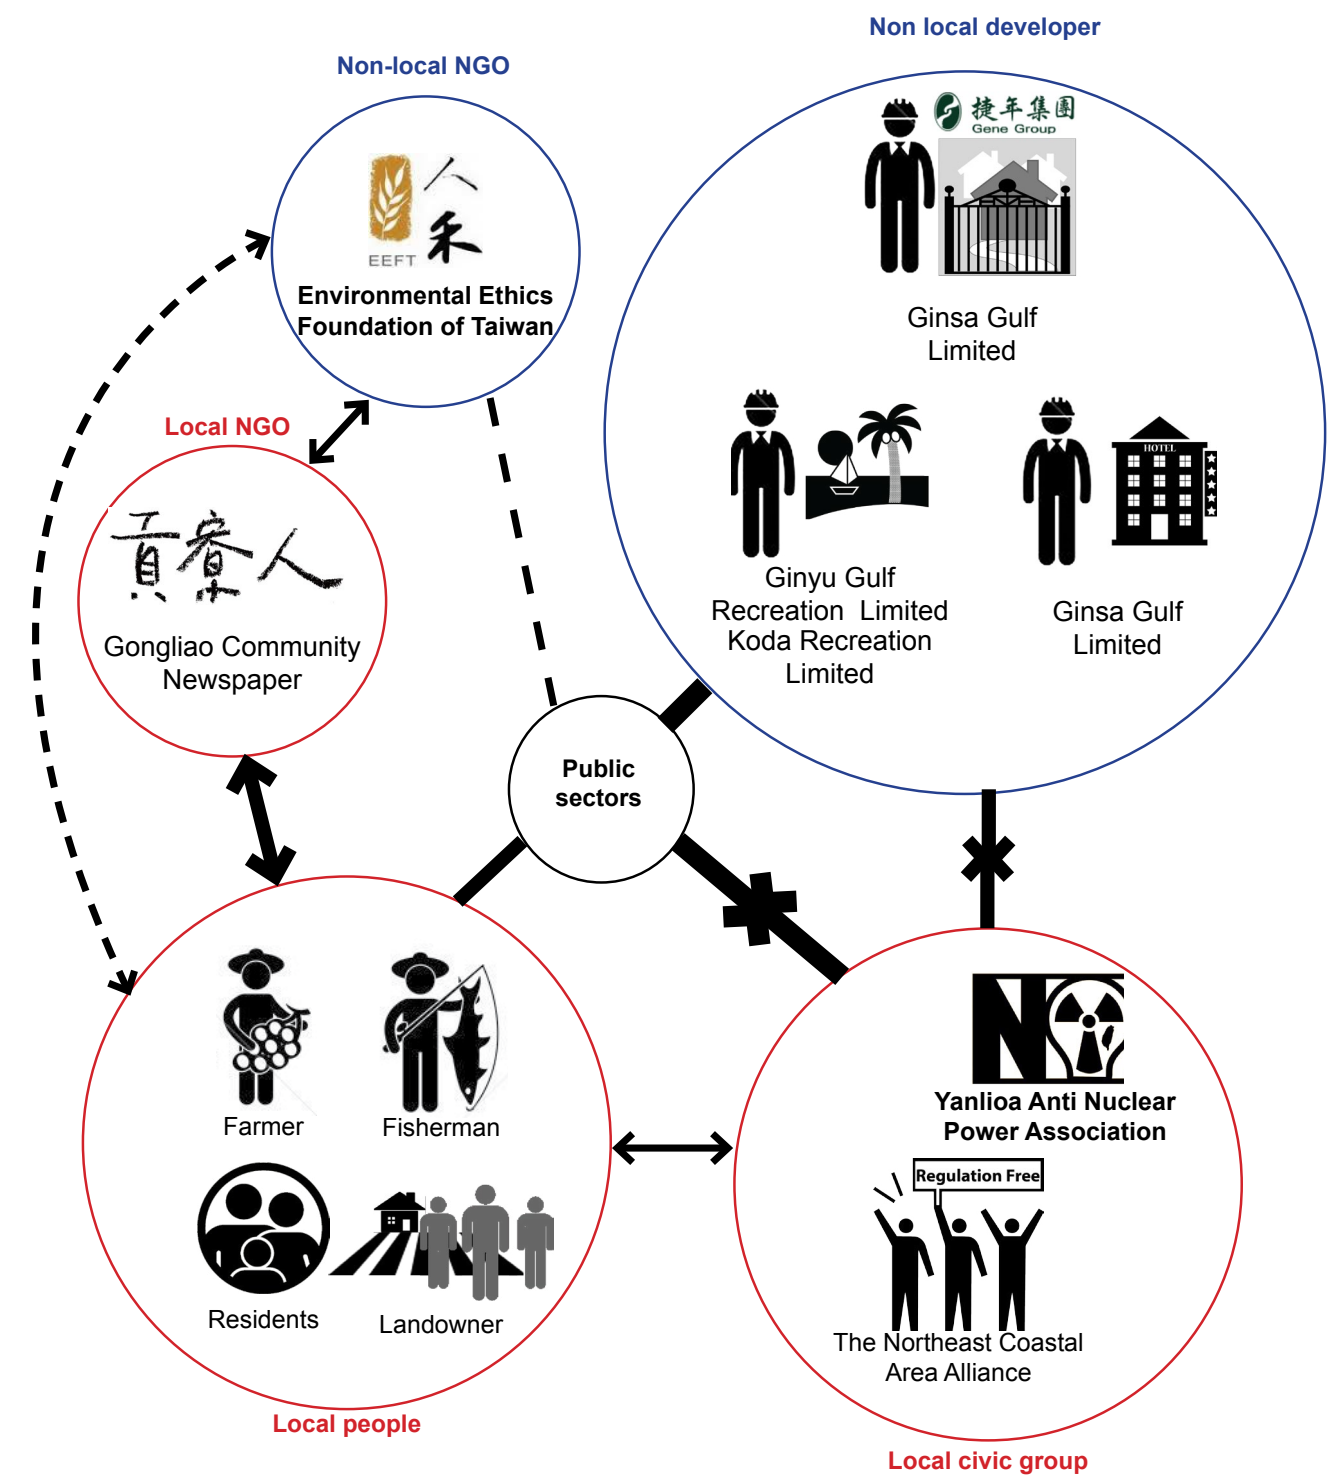 Non local developer
Non-local NGO
捷年集團
Gene Group
人
禾
EEFT
Environmental Ethics
Foundation of Taiwan
Ginsa Gulf
Limited
Local NGO
貢寮人
Gongliao Community
Newspaper
HOTEL
Ginyu Gulf
Recreation Limited
Koda Recreation
Limited
Ginsa Gulf
Limited
Public
sectors
Farmer
Fisherman
Residents
Landowner
Local people
NO
Yanlioa Anti Nuclear
Power Association
Regulation Free
The Northeast Coastal
Area Alliance
Local civic group